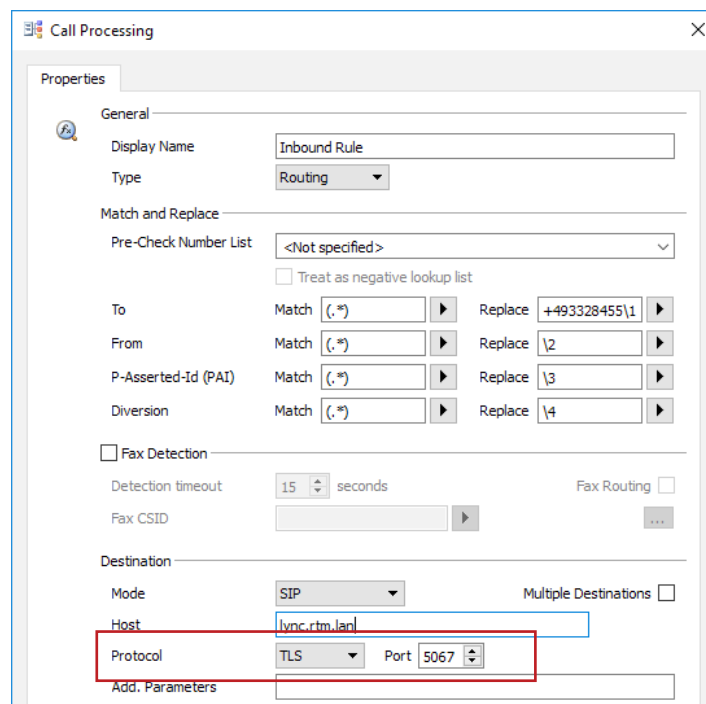 Call Processing
Properties
General
Display Name Inbound Rule
Type Routing
Match and Replace
Pre-Check Number List <Not specified>
Treat as negative lookup list
To Match (.*) Replace +493328455\1
From Match (.*) Replace \2
P-Asserted-Id (PAI) Match (.*) Replace \3
Diversion Match (.*) Replace \4
Fax Detection
Detection timeout 15 seconds Fax Routing
Fax CSID ...
Destination
Mode SIP Multiple Destinations
Host lync.rtm.lan
Protocol TLS Port 5067
Add. Parameters